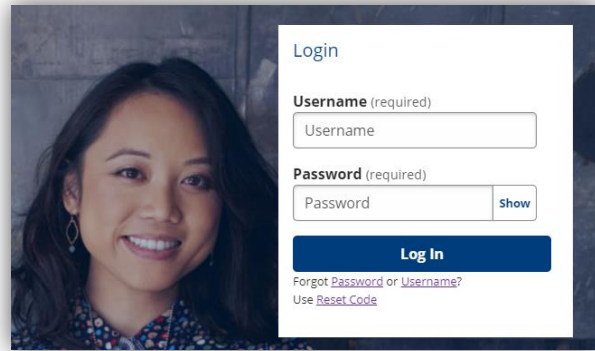 Login
Username (required)
Username
Password (required)
Password Show
Log In
Forgot Password or Username?
Use Reset Code